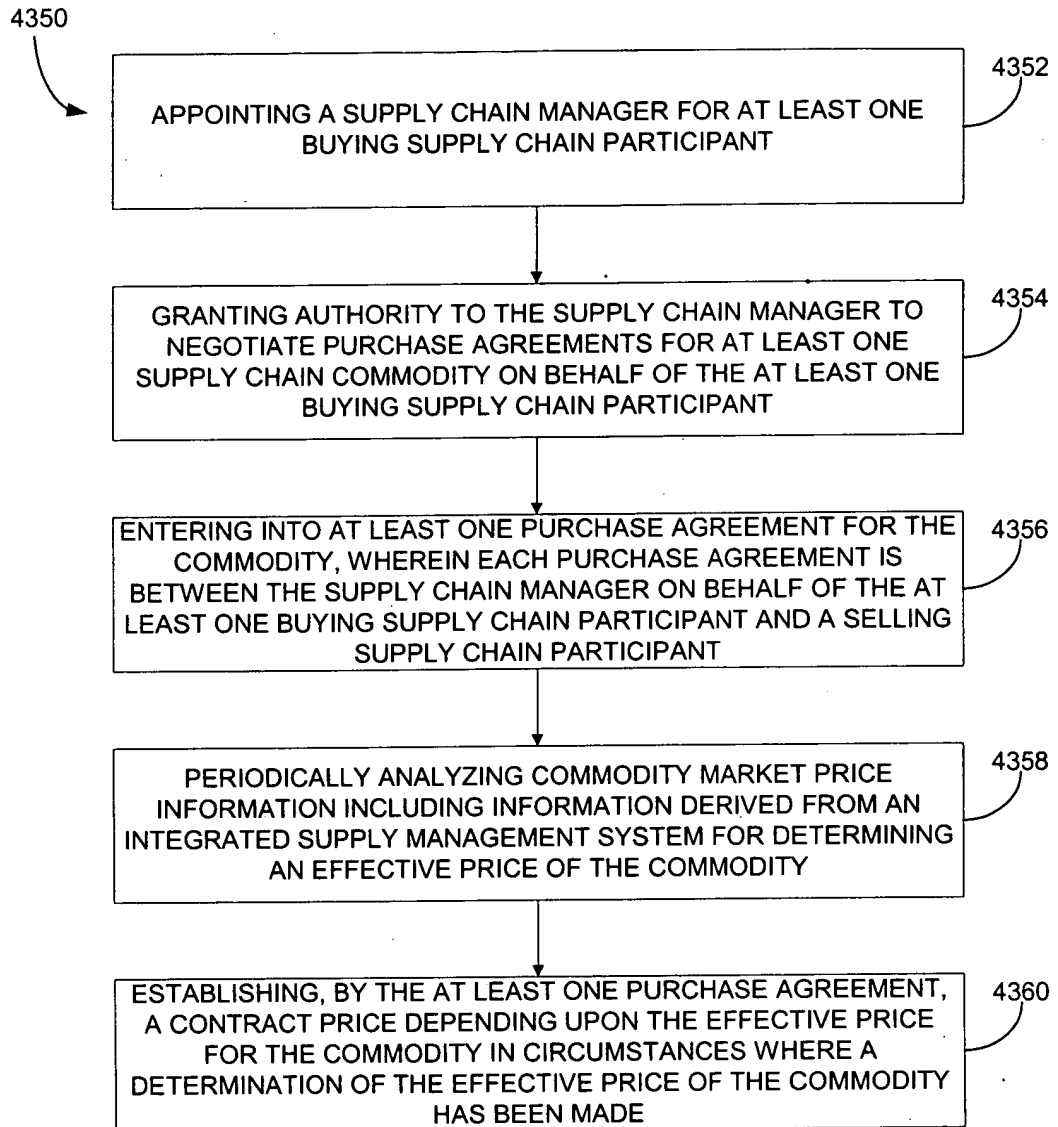 4350
4352
APPOINTING A SUPPLY CHAIN MANAGER FOR AT LEAST ONE
BUYING SUPPLY CHAIN PARTICIPANT
4354
GRANTING AUTHORITY TO THE SUPPLY CHAIN MANAGER TO
NEGOTIATE PURCHASE AGREEMENTS FOR AT LEAST ONE
SUPPLY CHAIN COMMODITY ON BEHALF OF THE AT LEAST ONE
BUYING SUPPLY CHAIN PARTICIPANT
4356
ENTERING INTO AT LEAST ONE PURCHASE AGREEMENT FOR THE
COMMODITY, WHEREIN EACH PURCHASE AGREEMENT IS
BETWEEN THE SUPPLY CHAIN MANAGER ON BEHALF OF THE AT
LEAST ONE BUYING SUPPLY CHAIN PARTICIPANT AND A SELLING
SUPPLY CHAIN PARTICIPANT
4358
PERIODICALLY ANALYZING COMMODITY MARKET PRICE
INFORMATION INCLUDING INFORMATION DERIVED FROM AN
INTEGRATED SUPPLY MANAGEMENT SYSTEM FOR DETERMINING
AN EFFECTIVE PRICE OF THE COMMODITY
4360
ESTABLISHING, BY THE AT LEAST ONE PURCHASE AGREEMENT,
A CONTRACT PRICE DEPENDING UPON THE EFFECTIVE PRICE
FOR THE COMMODITY IN CIRCUMSTANCES WHERE A
DETERMINATION OF THE EFFECTIVE PRICE OF THE COMMODITY
HAS BEEN MADE